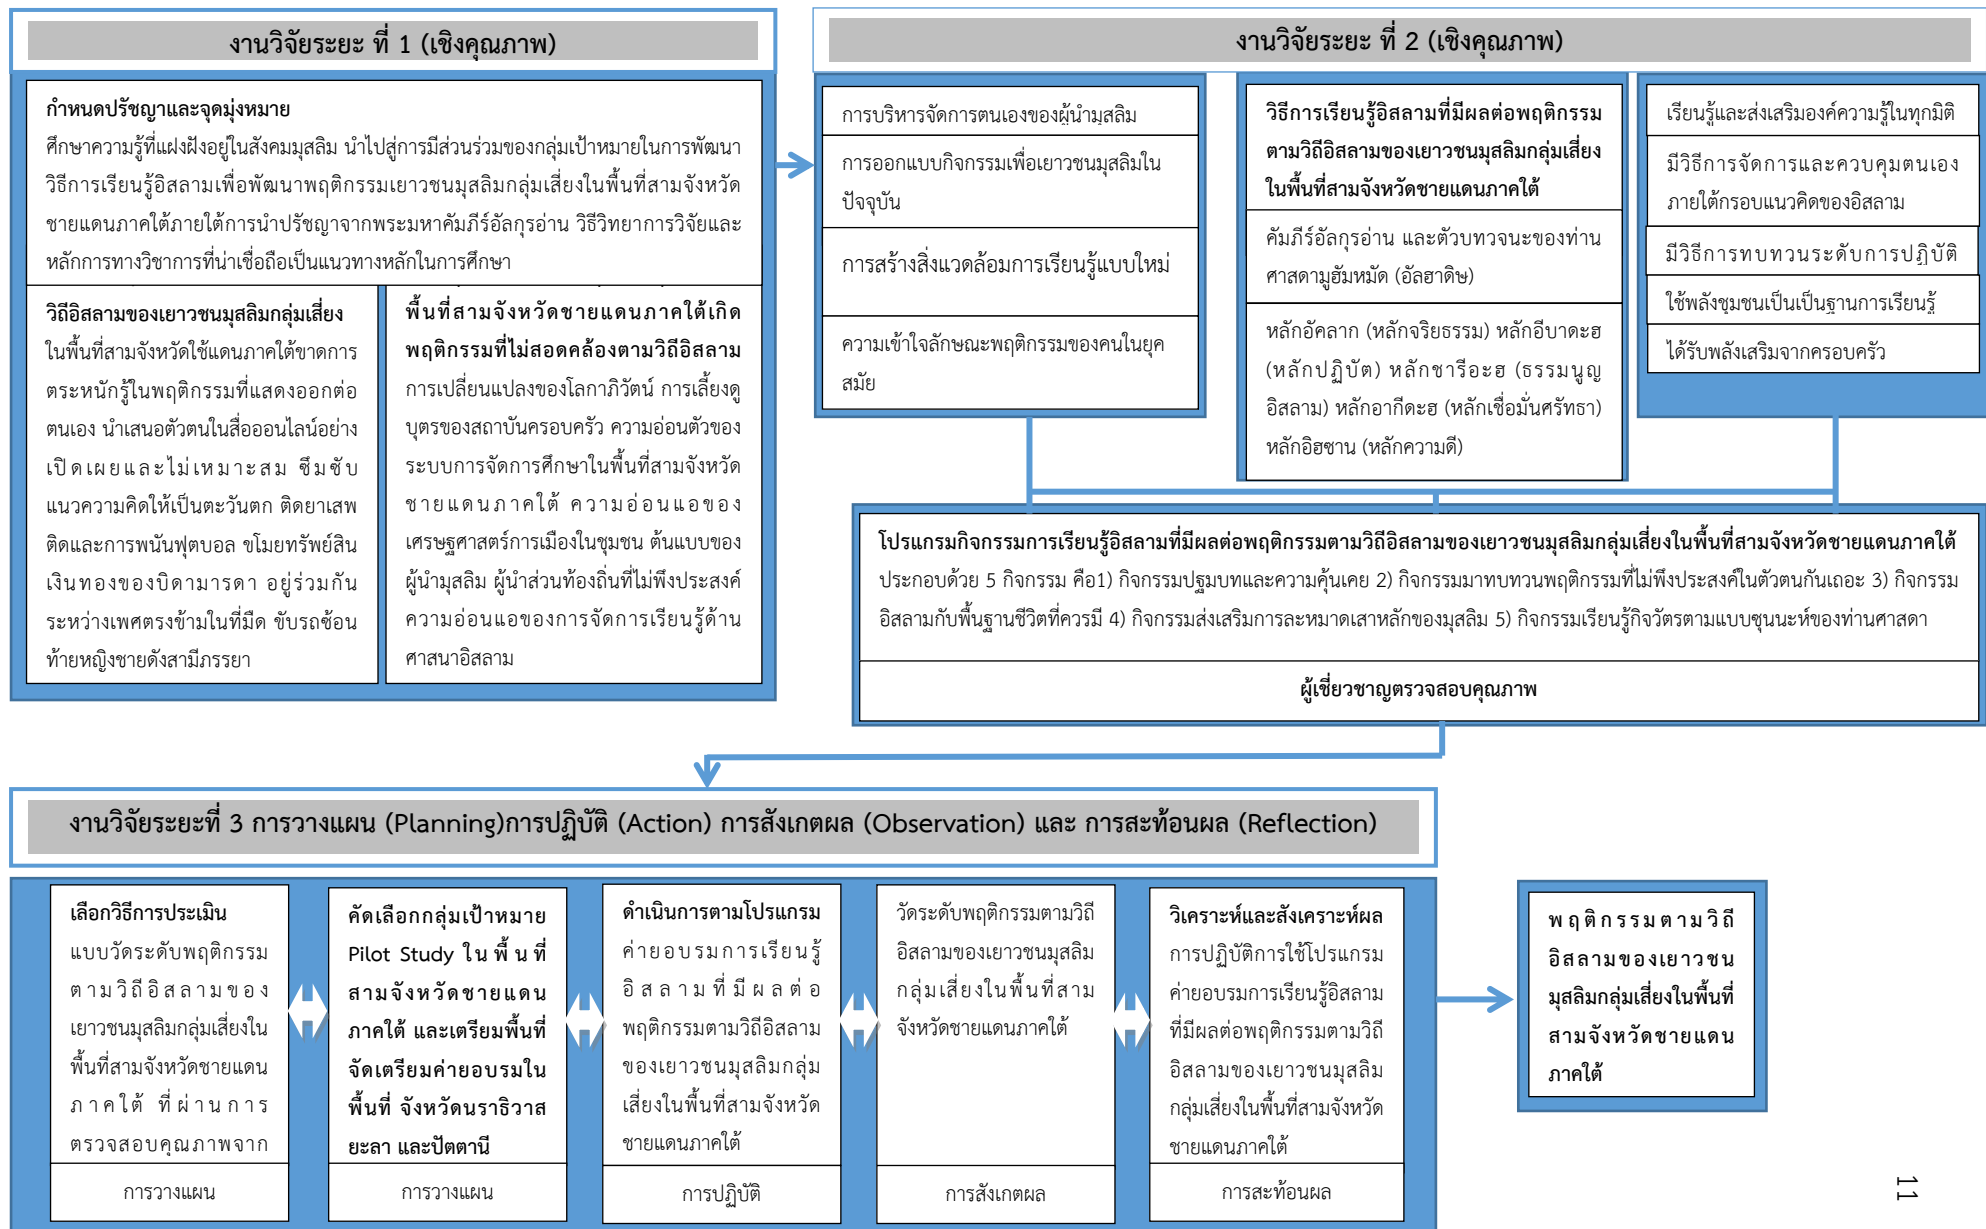 งานวิจัยระยะ ที่ 1 (เชิงคุณภาพ)
กำหนดปรัชญาและจุดมุ่งหมาย
ศึกษาความรู้ที่แฝงฝังอยู่ในสังคมมุสลิม นำไปสู่การมีส่วนร่วมของกลุ่มเป้าหมายในการพัฒนา
วิธีการเรียนรู้อิสลามเพื่อพัฒนาพฤติกรรมเยาวชนมุสลิมกลุ่มเสี่ยงในพื้นที่สามจังหวัด
ชายแดนภาคใต้ภายใต้การนำปรัชญาจากพระมหาคัมภีร์อัลกุรอ่าน วิธีวิทยาการวิจัยและ
หลักการทางวิชาการที่น่าเชื่อถือเป็นแนวทางหลักในการศึกษา
วิถีอิสลามของเยาวชนมุสลิมกลุ่มเสี่ยง
ในพื้นที่สามจังหวัดใช้แดนภาคใต้ขาดการ
ตระหนักรู้ในพฤติกรรมที่แสดงออกต่อ
ตนเอง นำเสนอตัวตนในสื่อออนไลน์อย่าง
เปิดเผยและไม่เหมาะสม ซึมซับ
แนวความคิดให้เป็นตะวันตก ติดยาเสพ
ติดและการพนันฟุตบอล ขโมยทรัพย์สิน
เงินทองของบิดามารดา อยู่ร่วมกัน
ระหว่างเพศตรงข้ามในที่มืด ขับรถซ้อน
ท้ายหญิงชายดังสามีภรรยา
พื้นที่สามจังหวัดชายแดนภาคใต้เกิด
พฤติกรรมที่ไม่สอดคล้องตามวิถีอิสลาม
การเปลี่ยนแปลงของโลกาภิวัตน์ การเลี้ยงดู
บุตรของสถาบันครอบครัว ความอ่อนตัวของ
ระบบการจัดการศึกษาในพื้นที่สามจังหวัด
ชายแดนภาคใต้ ความอ่อนแอของ
เศรษฐศาสตร์การเมืองในชุมชน ต้นแบบของ
ผู้นำมุสลิม ผู้นำส่วนท้องถิ่นที่ไม่พึงประสงค์
ความอ่อนแอของการจัดการเรียนรู้ด้าน
ศาสนาอิสลาม
งานวิจัยระยะ ที่ 2 (เชิงคุณภาพ)
การบริหารจัดการตนเองของผู้นำมุสลิม
การออกแบบกิจกรรมเพื่อเยาวชนมุสลิมใน
ปัจจุบัน
การสร้างสิ่งแวดล้อมการเรียนรู้แบบใหม่
ความเข้าใจลักษณะพฤติกรรมของคนในยุค
สมัย
วิธีการเรียนรู้อิสลามที่มีผลต่อพฤติกรรม
ตามวิถีอิสลามของเยาวชนมุสลิมกลุ่มเสี่ยง
ในพื้นที่สามจังหวัดชายแดนภาคใต้
คัมภีร์อัลกุรอ่าน และตัวบทวจนะของท่าน
ศาสดามูฮัมหมัด (อัลฮาดิษ)
หลักอัคลาก (หลักจริยธรรม) หลักอีบาดะฮ
(หลักปฏิบัต) หลักชารีอะฮ (ธรรมนูญ
อิสลาม) หลักอากีดะฮ (หลักเชื่อมั่นศรัทธา)
หลักอิฮซาน (หลักความดี)
เรียนรู้และส่งเสริมองค์ความรู้ในทุกมิติ
มีวิธีการจัดการและควบคุมตนเอง
ภายใต้กรอบแนวคิดของอิสลาม
มีวิธีการทบทวนระดับการปฏิบัติ
ใช้พลังชุมชนเป็นเป็นฐานการเรียนรู้
ได้รับพลังเสริมจากครอบครัว
โปรแกรมกิจกรรมการเรียนรู้อิสลามที่มีผลต่อพฤติกรรมตามวิถีอิสลามของเยาวชนมุสลิมกลุ่มเสี่ยงในพื้นที่สามจังหวัดชายแดนภาคใต้
ประกอบด้วย 5 กิจกรรม คือ1) กิจกรรมปฐมบทและความคุ้นเคย 2) กิจกรรมมาทบทวนพฤติกรรมที่ไม่พึงประสงค์ในตัวตนกันเถอะ 3) กิจกรรม
อิสลามกับพื้นฐานชีวิตที่ควรมี 4) กิจกรรมส่งเสริมการละหมาดเสาหลักของมุสลิม 5) กิจกรรมเรียนรู้กิจวัตรตามแบบซุนนะห์ของท่านศาสดา
ผู้เชี่ยวชาญตรวจสอบคุณภาพ
งานวิจัยระยะที่ 3 การวางแผน (Planning)การปฏิบัติ (Action) การสังเกตผล (Observation) และ การสะท้อนผล (Reflection)
เลือกวิธีการประเมิน
แบบวัดระดับพฤติกรรม
ตามวิถีอิสลามของ
เยาวชนมุสลิมกลุ่มเสี่ยงใน
พื้นที่สามจังหวัดชายแดน
ภาคใต้ ที่ผ่านการ
ตรวจสอบคุณภาพจาก
การวางแผน
คัดเลือกกลุ่มเป้าหมาย
Pilot Study ในพื้นที่
สามจังหวัดชายแดน
ภาคใต้ และเตรียมพื้นที่
จัดเตรียมค่ายอบรมใน
พื้นที่ จังหวัดนราธิวาส
ยะลา และปัตตานี
การวางแผน
ดำเนินการตามโปรแกรม
ค่ายอบรมการเรียนรู้
อิสลามที่มีผลต่อ
พฤติกรรมตามวิถีอิสลาม
ของเยาวชนมุสลิมกลุ่ม
เสี่ยงในพื้นที่สามจังหวัด
ชายแดนภาคใต้
การปฏิบัติ
วัดระดับพฤติกรรมตามวิถี
อิสลามของเยาวชนมุสลิม
กลุ่มเสี่ยงในพื้นที่สาม
จังหวัดชายแดนภาคใต้
การสังเกตผล
วิเคราะห์และสังเคราะห์ผล
การปฏิบัติการใช้โปรแกรม
ค่ายอบรมการเรียนรู้อิสลาม
ที่มีผลต่อพฤติกรรมตามวิถี
อิสลามของเยาวชนมุสลิม
กลุ่มเสี่ยงในพื้นที่สามจังหวัด
ชายแดนภาคใต้
การสะท้อนผล
พฤติกรรมตามวิถี
อิสลามของเยาวชน
มุสลิมกลุ่มเสี่ยงในพื้นที่
สามจังหวัดชายแดน
ภาคใต้
11